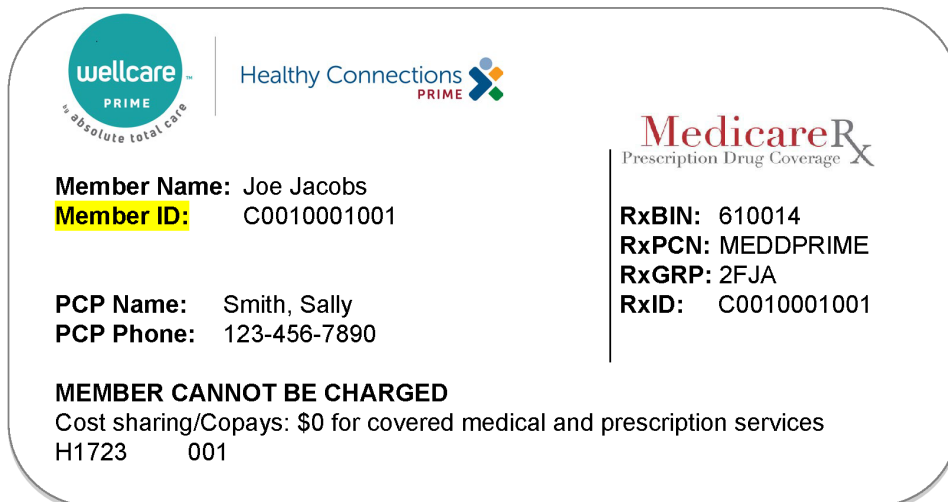 wellcare ™
PRIME
by absolute total care
Healthy Connections
PRIME
MedicareRx
Prescription Drug Coverage
Member Name: Joe Jacobs
Member ID: C0010001001
PCP Name: Smith, Sally
PCP Phone: 123-456-7890
RxBIN: 610014
RxPCN: MEDDPRIME
RxGRP: 2FJA
RxID: C0010001001
MEMBER CANNOT BE CHARGED
Cost sharing/Copays: $0 for covered medical and prescription services
H1723 001